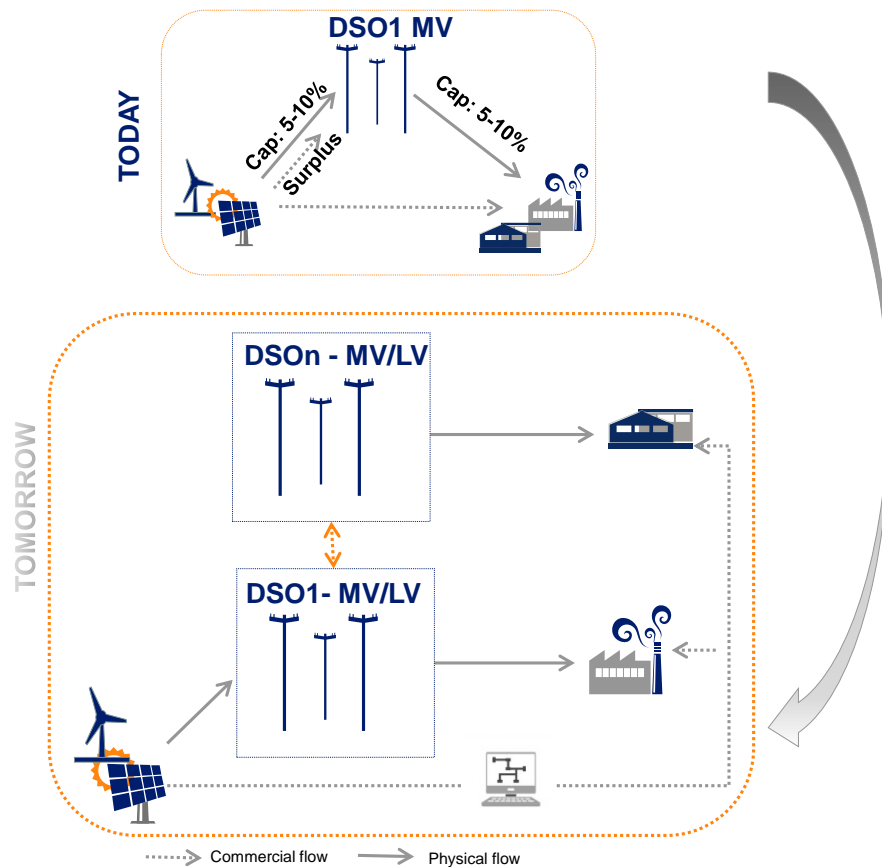 DSO1 MV
TODAY
Cap: 5-10%
Surplus
Cap: 5-10%
TOMORROW
DSOn - MV/LV
DSO1- MV/LV
Commercial flow
Physical flow